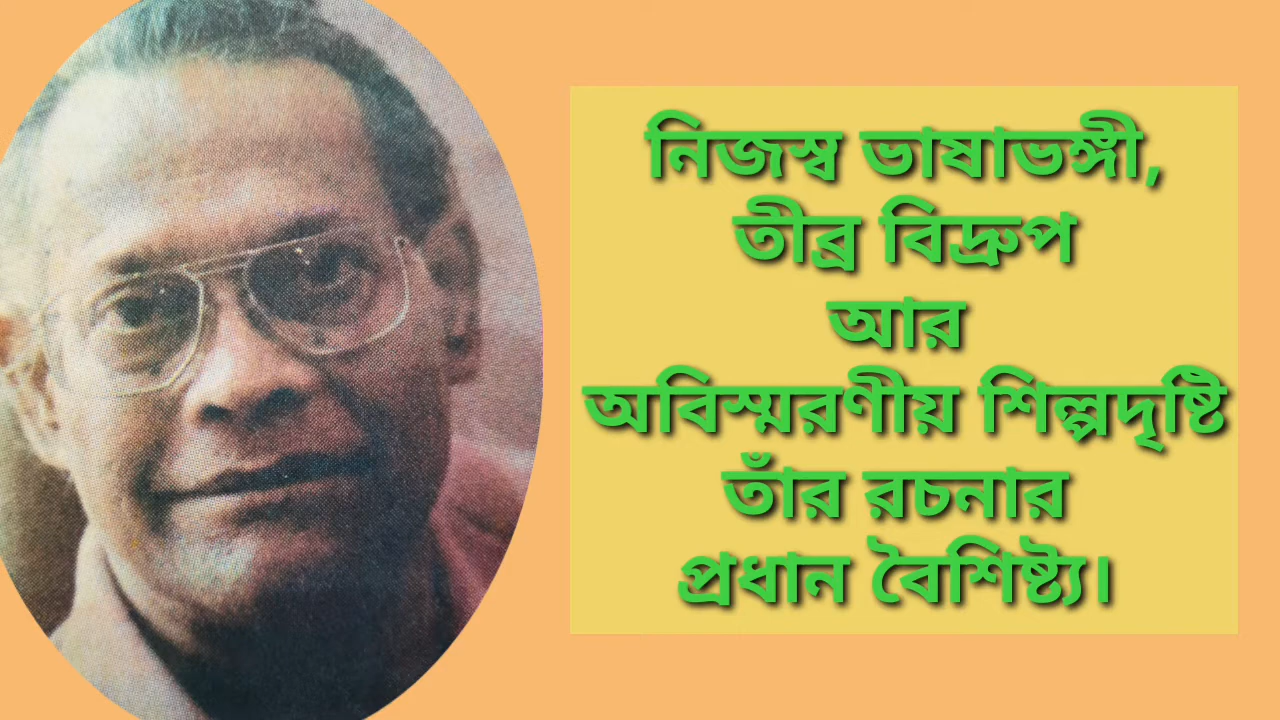 নিজস্ব ভাষাভঙ্গী,
তীব্র বিদ্রুপ
আর
অবিস্মরণীয় শিল্পদৃষ্টি
তাঁর রচনার
প্রধান বৈশিষ্ট্য।